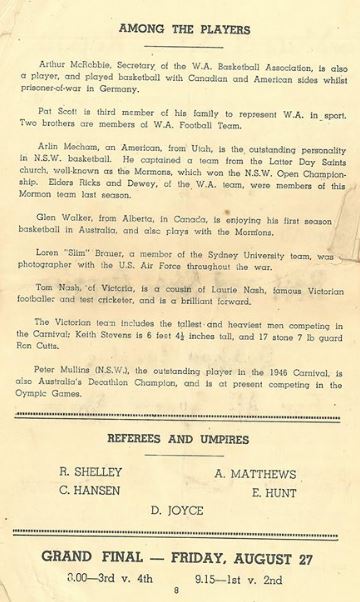 AMONG THE PLAYERS
Arthur McRobbie, Secretary of the W.A. Basketball Association, is also
a player, and played basketball with Canadian and American sides whilst
prisoner-of-war in Germany.
Pat Scott is third member of his family to represent W.A. in sport.
Two brothers are members of W.A. Football Team.
Arlin Mecham, an American, from Utah, is the outstanding personality
in N.S.W. basketball. He captained a team from the Latter Day Saints
church, well-known as the Mormons, which won the N.S.W. Open Champion-
ship. Elders Ricks and Dewey, of the W.A. team, were members of this
Mormon team last season.
Glen Walker, from Alberta, in Canada, is enjoying his first season
basketball in Australia, and also plays with the Mormons.
Loren "Slim" Brauer, a member of the Sydney University team, was
photographer with the U.S. Air Force throughout the war.
Tom Nash, of Victoria, is a cousin of Laurie Nash, famous Victorian
footballer and test cricketer, and is a brilliant forward.
The Victorian team includes the tallest and heaviest men competing in
the Carnival; Keith Stevens is 6 feet 4½ inches tall, and 17 stone 7 lb guard
Ron Cutts.
Peter Mullins (N.S.W.), the outstanding player in the 1946 Carnival, is
also Australia's Decathlon Champion, and is at present competing in the
Oympic Games.
REFEREES AND UMPIRES
R. SHELLEY A. MATTHEWS
C. HANSEN E. HUNT
D. JOYCE
GRAND FINAL — FRIDAY, AUGUST 27
8.00—3rd v. 4th 9.15—1st v. 2nd
8